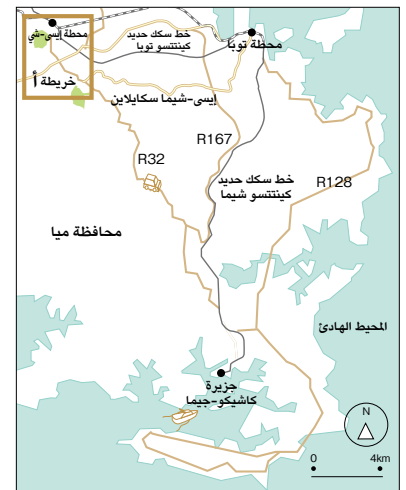 محطة إيسى-شي
خط سكك حديد
كينتتسو توبا
محطة توبا
خريطة أ
إيسى-شيما سكايلاين
R167
R32
خط سكك حديد
كينتتسو شيما
R128
محافظة ميا
المحيط الهادئ
جزيرة
كاشيكو-جيما
N
0 4km